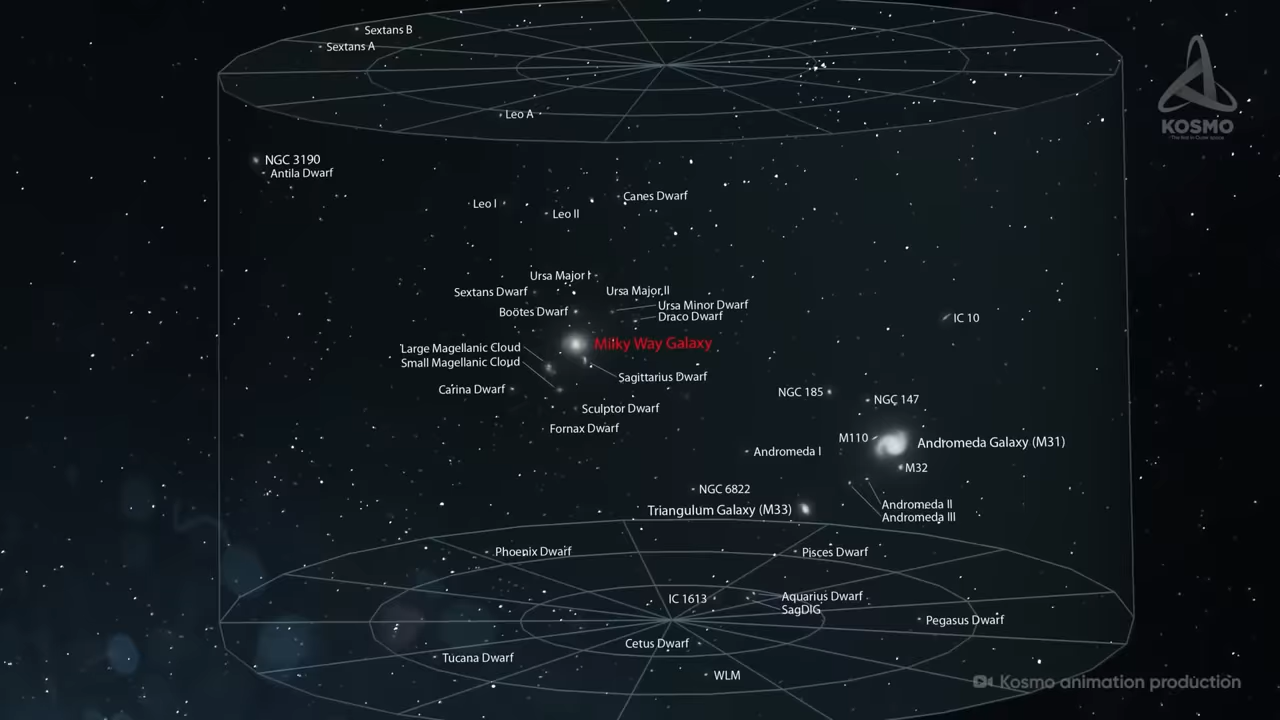 Sextans B
Sextans A
KOSMO
Leo A
NGC 3190
Antila Dwarf
Leo I
Leo II
Canes Dwarf
Ursa Major I
Ursa Major II
Sextans Dwarf
Ursa Minor Dwarf
Boötes Dwarf
Draco Dwarf
IC 10
Milky Way Galaxy
Large Magellanic Cloud
Small Magellanic Cloud
Sagittarius Dwarf
Carina Dwarf
NGC 185
NGC 147
Sculptor Dwarf
Fornax Dwarf
M110
Andromeda Galaxy (M31)
Andromeda I
M32
NGC 6822
Triangulum Galaxy (M33)
Andromeda II
Andromeda III
Phoenix Dwarf
Pisces Dwarf
IC 1613
Aquarius Dwarf
SagDIG
Pegasus Dwarf
Cetus Dwarf
Tucana Dwarf
WLM
Kosmo animation production